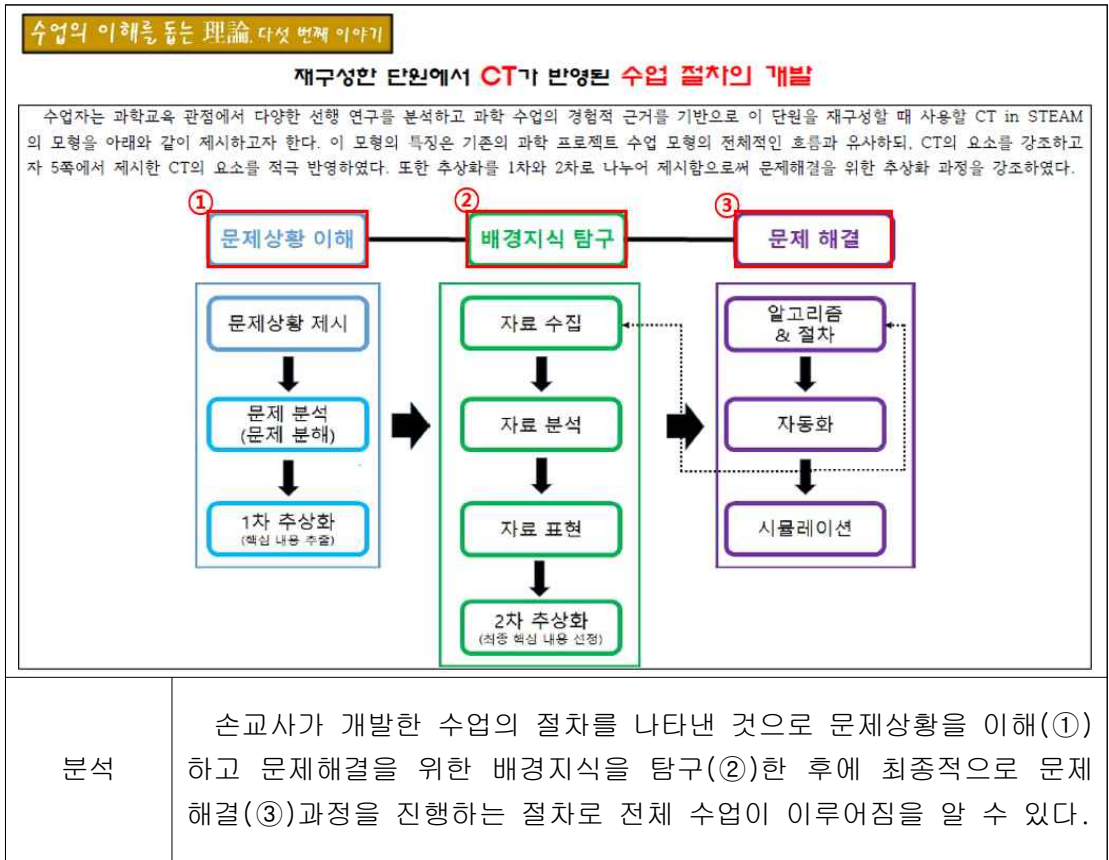 수업의 이해를 돕는 理論, 다섯 번째 이야기
재구성한 단원에서 CT가 반영된 수업 절차의 개발
수업자는 과학교육 관점에서 다양한 선행 연구를 분석하고 과학 수업의 경험적 근거를 기반으로 이 단원을 재구성할 때 사용할 CT in STEAM
의 모형을 아래와 같이 제시하고자 한다. 이 모형의 특징은 기존의 과학 프로젝트 수업 모형의 전체적인 흐름과 유사하되, CT의 요소를 강조하고
자 5쪽에서 제시한 CT의 요소를 적극 반영하였다. 또한 추상화를 1차와 2차로 나누어 제시함으로써 문제해결을 위한 추상화 과정을 강조하였다.
① ② ③
문제상황 이해 배경지식 탐구 문제 해결
문제상황 제시
문제 분석
(문제 분해)
1차 추상화
(핵심 내용 추출)
자료 수집
자료 분석
자료 표현
2차 추상화
(최종 핵심 내용 선정)
알고리즘
& 절차
자동화
시뮬레이션
분석
손교사가 개발한 수업의 절차를 나타낸 것으로 문제상황을 이해(①)
하고 문제해결을 위한 배경지식을 탐구(②)한 후에 최종적으로 문제
해결(③)과정을 진행하는 절차로 전체 수업이 이루어짐을 알 수 있다.